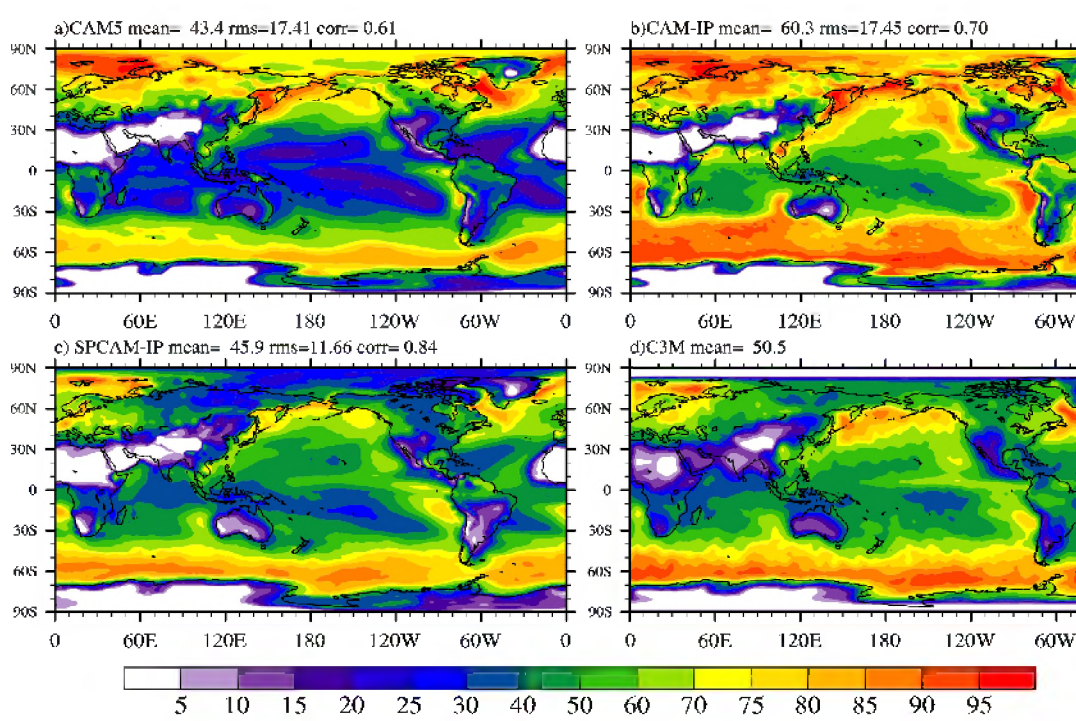 a)CAM5 mean= 43.4 rms=17.41 corr= 0.61
b)CAM-IP mean= 60.3 rms=17.45 corr= 0.70
90N
60N
30N
0
30S
60S
90S
0 60E 120E 180 120W 60W 0
90N
60N
30N
0
30S
60S
90S
0 60E 120E 180 120W 60W
c) SPCAM-IP mean= 45.9 rms=11.66 corr= 0.84
d)C3M mean= 50.5
90N
60N
30N
0
30S
60S
90S
0 60E 120E 180 120W 60W 0
90N
60N
30N
0
30S
60S
90S
0 60E 120E 180 120W 60W
5 10 15 20 25 30 40 50 60 70 75 80 85 90 95